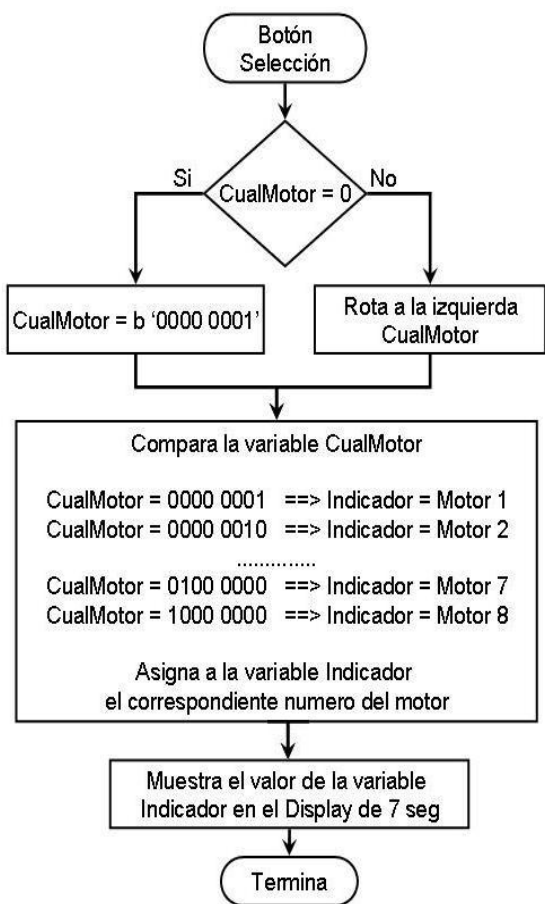 Botón
Selección
Si
CualMotor = 0
No
CualMotor = b ‘0000 0001’
Rota a la izquierda
CualMotor
Compara la variable CualMotor
CualMotor = 0000 0001 ==> Indicador = Motor 1
CualMotor = 0000 0010 ==> Indicador = Motor 2
..............
CualMotor = 0100 0000 ==> Indicador = Motor 7
CualMotor = 1000 0000 ==> Indicador = Motor 8
Asigna a la variable Indicador
el correspondiente numero del motor
Muestra el valor de la variable
Indicador en el Display de 7 seg
Termina